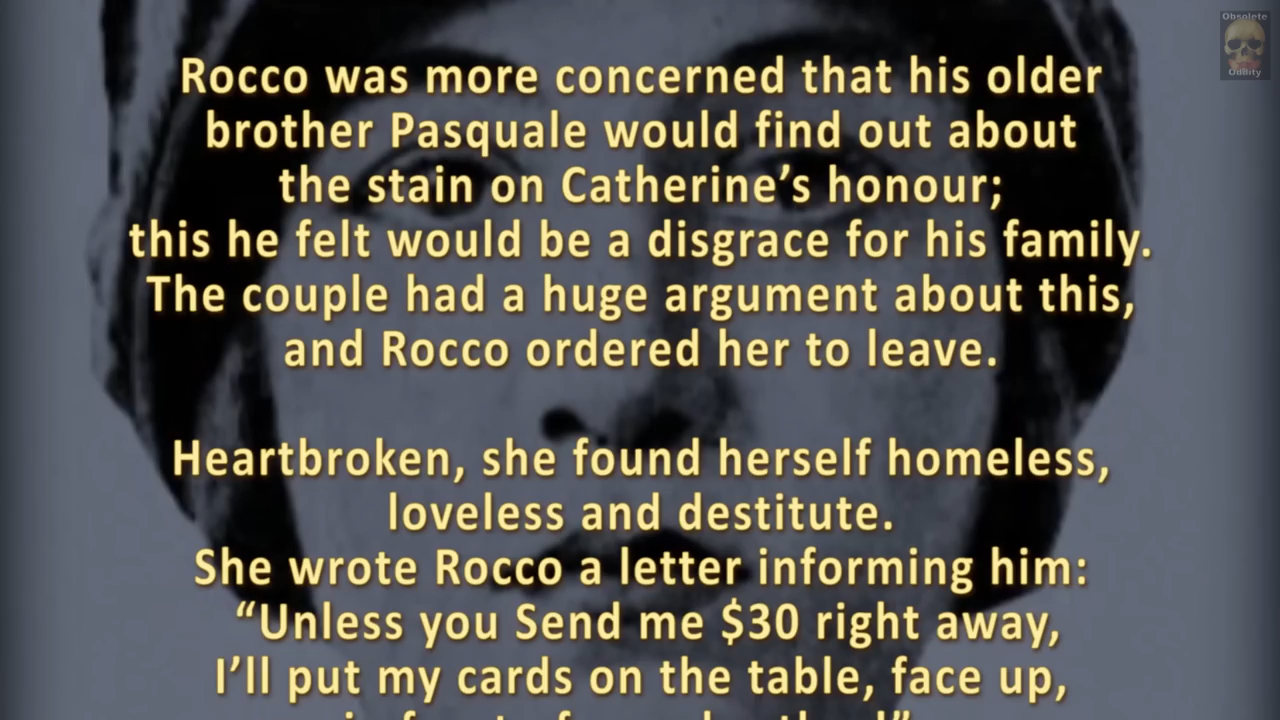 Obsolete
Oddity
Rocco was more concerned that his older
brother Pasquale would find out about
the stain on Catherine’s honour;
this he felt would be a disgrace for his family.
The couple had a huge argument about this,
and Rocco ordered her to leave.
Heartbroken, she found herself homeless,
loveless and destitute.
She wrote Rocco a letter informing him:
“Unless you Send me $30 right away,
I’ll put my cards on the table, face up,